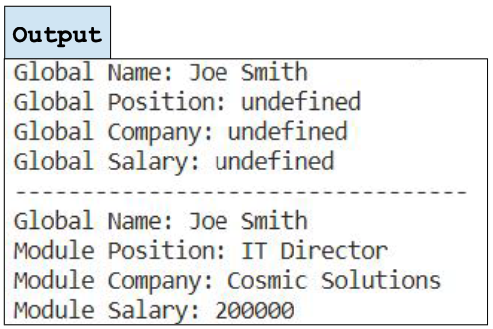 Output
Global Name: Joe Smith
Global Position: undefined
Global Company: undefined
Global Salary: undefined
----------------------------------
Global Name: Joe Smith
Module Position: IT Director
Module Company: Cosmic Solutions
Module Salary: 200000